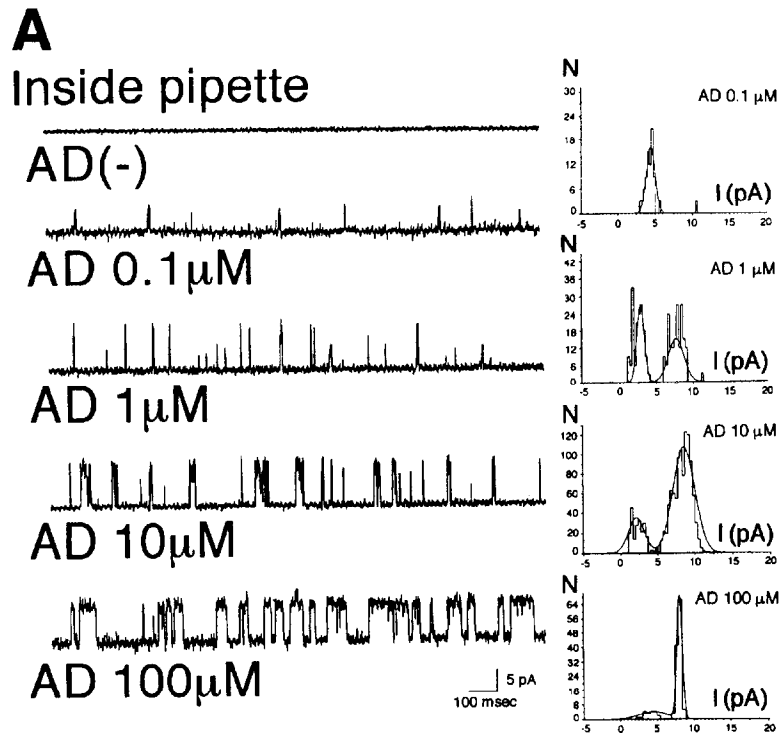 A
Inside pipette
AD(-)
AD 0.1μM
AD 1μM
AD 10μM
AD 100μM
5 pA
100 msec
N
AD 0.1 μM
I (pA)
30
24
18
12
6
0
-5 0 5 10 15 20
N
AD 1 μM
I (pA)
42
36
30
24
18
12
6
0
-5 0 5 10 15 20
N
AD 10 μM
I (pA)
120
100
80
60
40
20
0
-5 0 5 10 15 20
N
AD 100 μM
I (pA)
64
56
48
40
32
24
16
8
0
-5 0 5 10 15 20